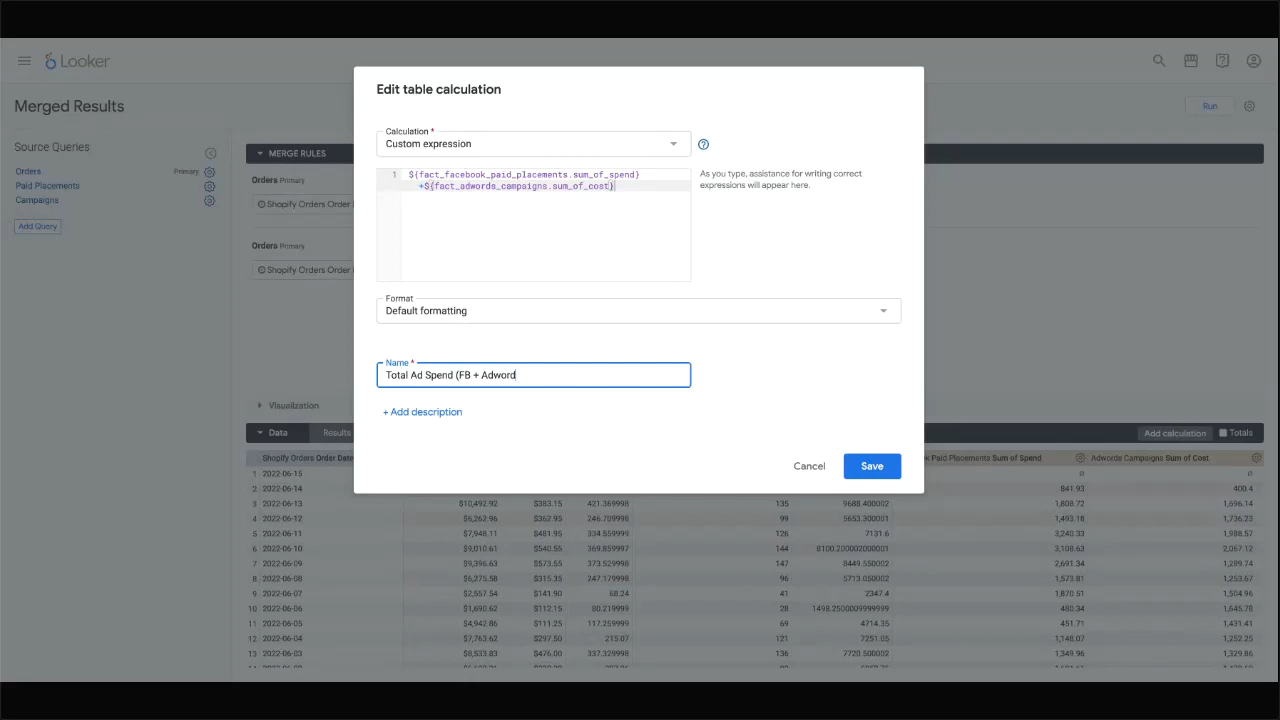 Looker
Merged Results
Run
Source Queries
Orders Primary
Paid Placements
Campaigns
Add Query
MERGE RULES
Orders Primary
Shopify Orders Order
Orders Primary
Shopify Orders Order
Visualization
Edit table calculation
Calculation *
Custom expression
1 ${fact_facebook_paid_placements.sum_of_spend}
+${fact_adwords_campaigns.sum_of_cost}
As you type, assistance for writing correct
expressions will appear here.
Format
Default formatting
Name *
Total Ad Spend (FB + Adword
+ Add description
Cancel Save
Data Results Add calculation Totals
Shopify Orders Order Date Paid Placements Sum of Spend Adwords Campaigns Sum of Cost
1 2022-06-15 ø ø
2 2022-06-14 841.93 400.4
3 2022-06-13 $10,492.92 $383.15 421.369998 135 9688.400002 1,808.72 1,696.14
4 2022-06-12 $6,262.96 $362.95 246.709998 99 5653.300001 1,493.18 1,736.23
5 2022-06-11 $7,948.11 $481.95 334.559999 126 7131.6 3,240.33 1,988.57
6 2022-06-10 $9,010.61 $540.55 369.859997 144 8100.200002000001 3,108.63 2,067.12
7 2022-06-09 $9,396.63 $573.55 373.529998 147 8449.550002 2,691.34 1,289.74
8 2022-06-08 $6,275.58 $315.35 247.179998 96 5713.050002 1,573.81 1,253.67
9 2022-06-07 $2,557.54 $141.90 68.24 41 2347.4 1,870.51 1,504.96
10 2022-06-06 $1,690.62 $112.15 80.219999 28 1498.2500009999999 480.34 1,645.78
11 2022-06-05 $4,942.86 $111.25 117.259999 69 4714.35 451.71 1,431.41
12 2022-06-04 $7,763.62 $297.50 215.07 121 7251.05 1,148.07 1,252.25
13 2022-06-03 $8,533.83 $476.00 337.329998 136 7720.500002 1,349.96 1,329.86